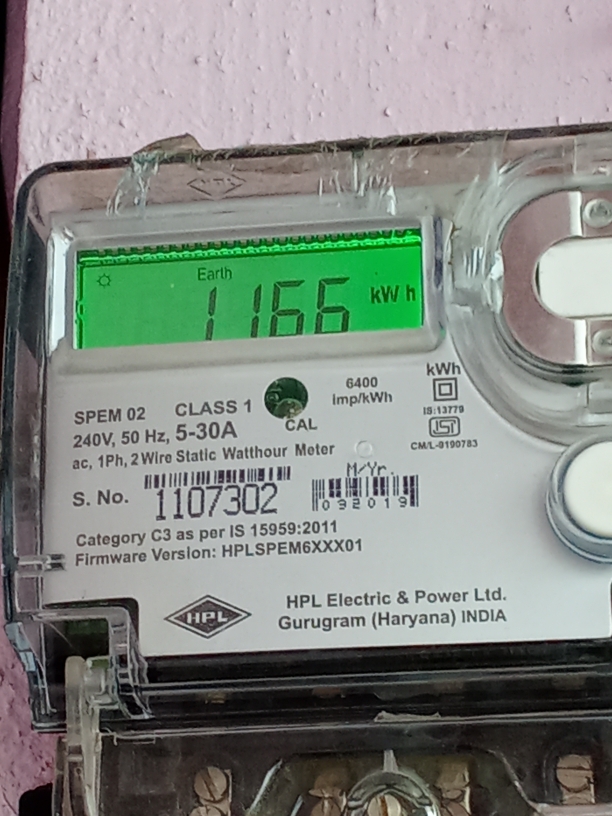 Earth
1166 kWh
SPEM 02 CLASS 1
CAL
6400
imp/kWh
kWh
IS:13779
CM/L-9190783
240V, 50 Hz, 5-30A
ac, 1Ph, 2 Wire Static Watthour Meter
M/Yr.
S. No. 1107302
092019
Category C3 as per IS 15959:2011
Firmware Version: HPLSPEM6XXX01
HPL
HPL Electric & Power Ltd.
Gurugram (Haryana) INDIA